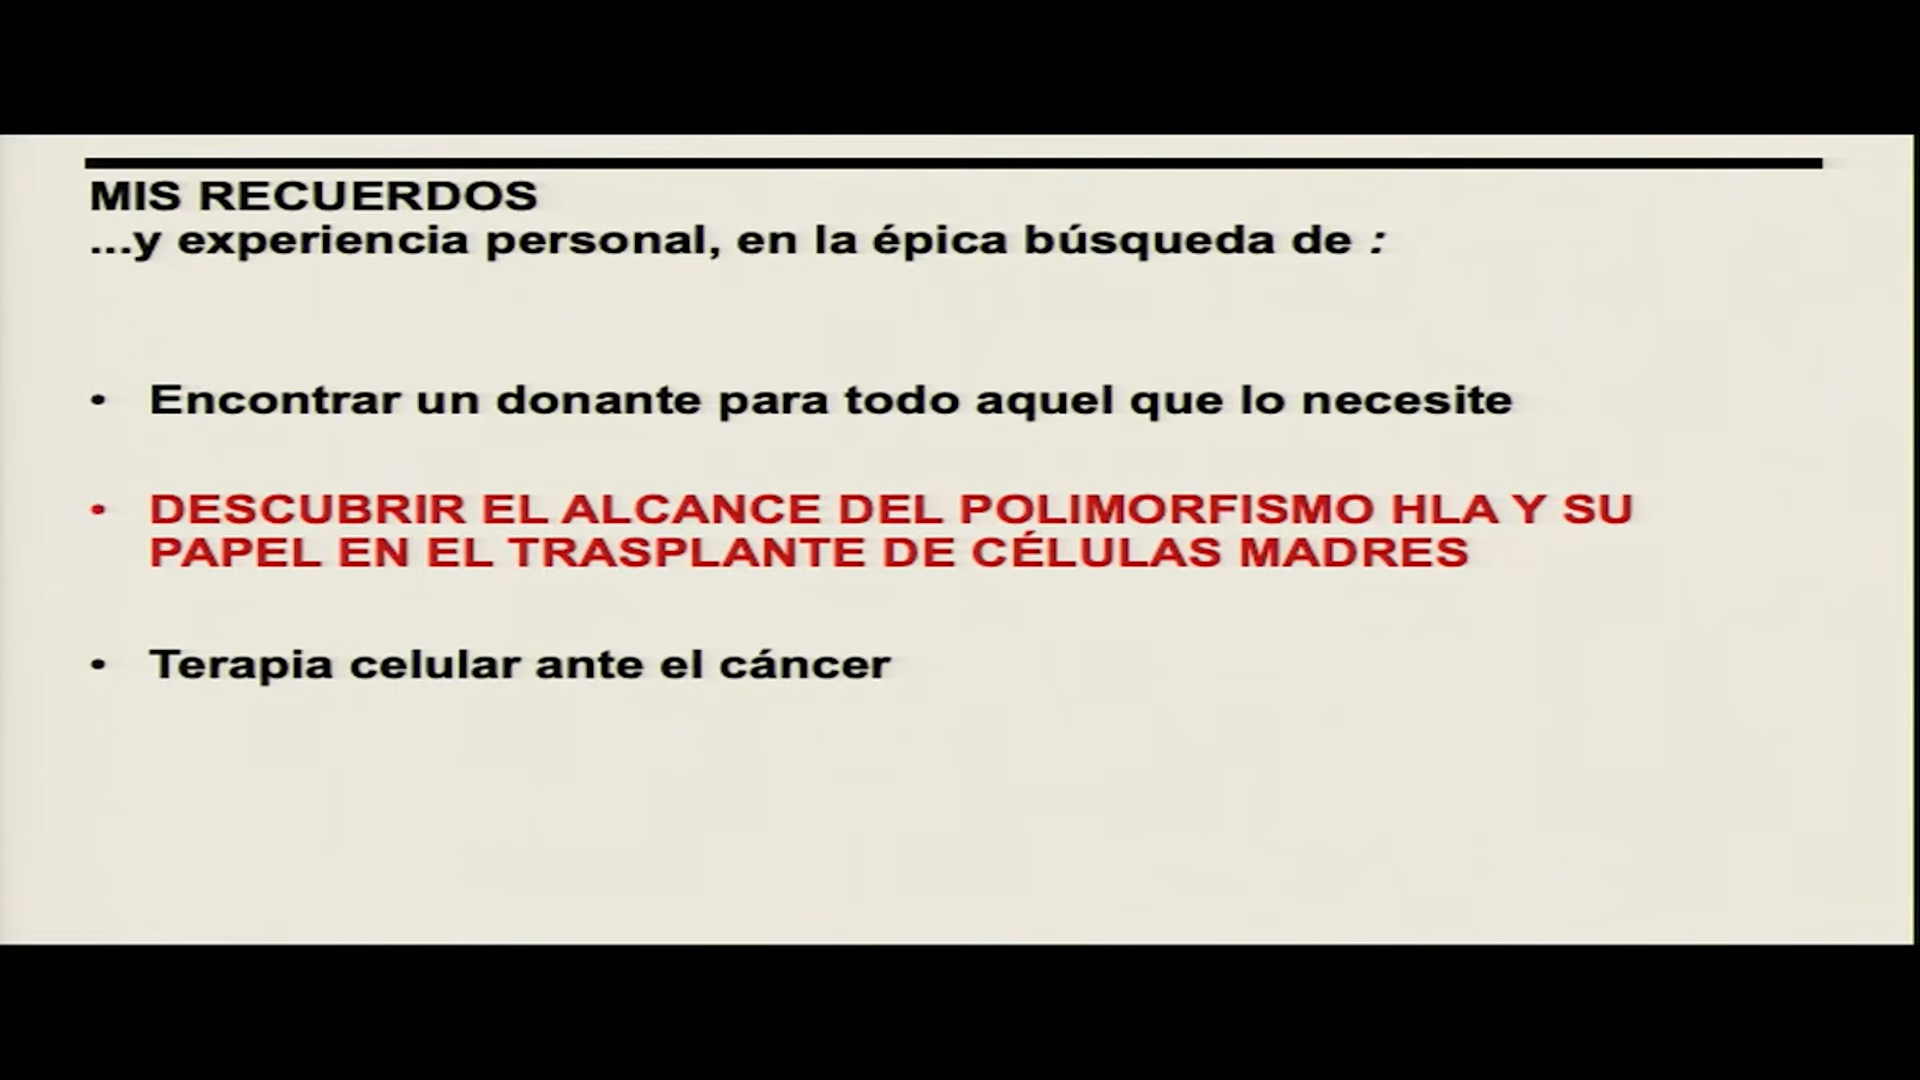 MIS RECUERDOS
...y experiencia personal, en la épica búsqueda de :
• Encontrar un donante para todo aquel que lo necesite
• DESCUBRIR EL ALCANCE DEL POLIMORFISMO HLA Y SU
PAPEL EN EL TRASPLANTE DE CÉLULAS MADRES
• Terapia celular ante el cáncer